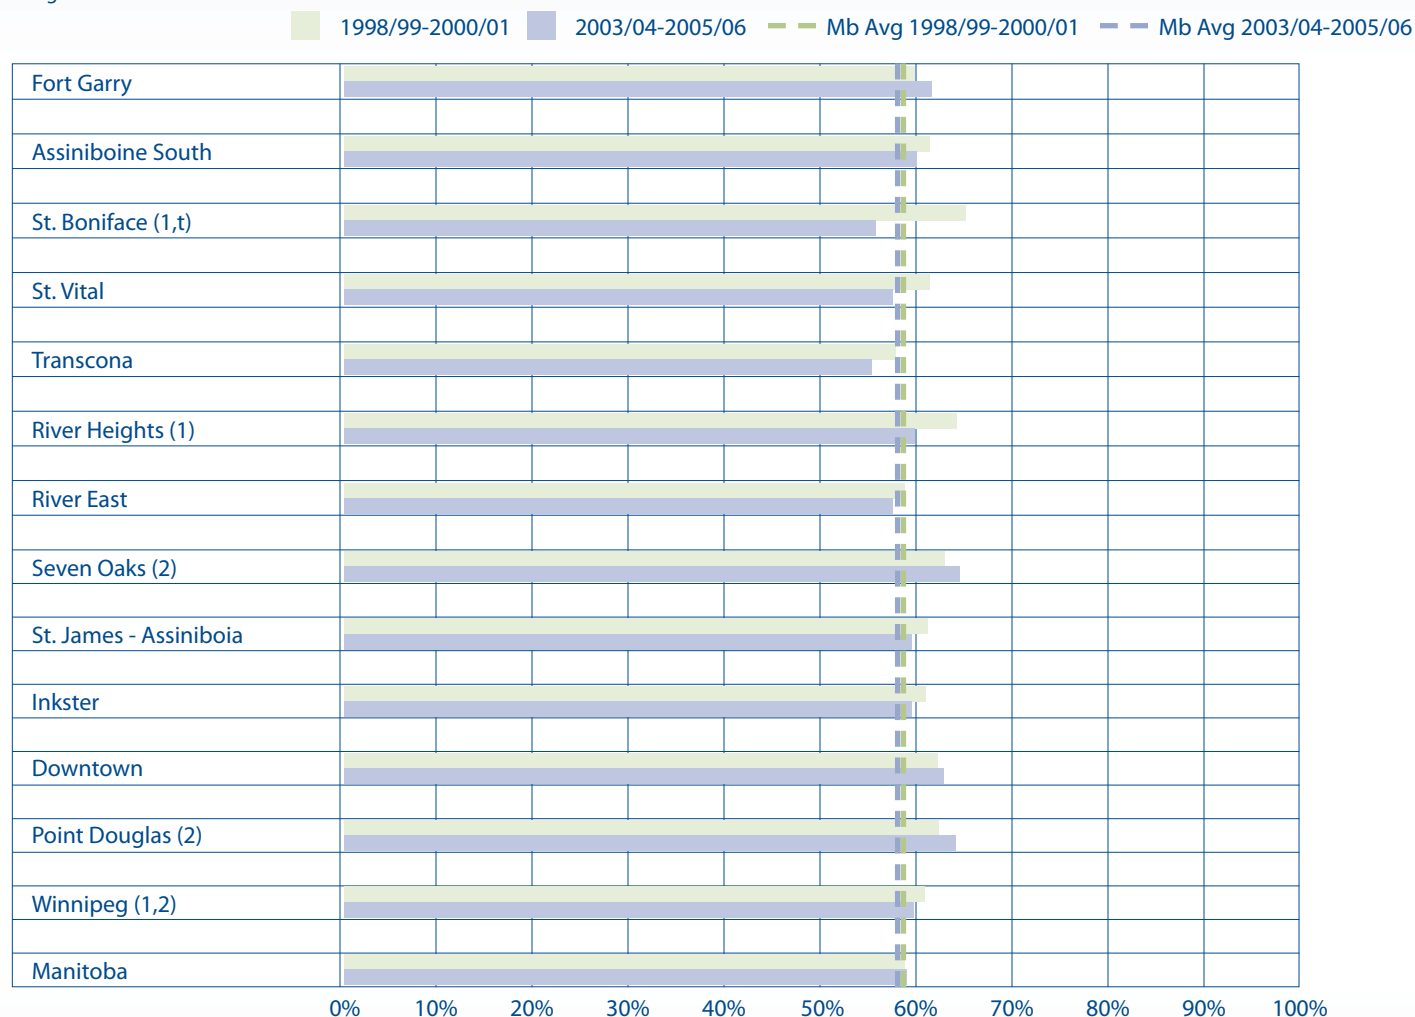 1998/99-2000/01 2003/04-2005/06 Mb Avg 1998/99-2000/01 Mb Avg 2003/04-2005/06
Fort Garry
Assiniboine South
St. Boniface (1,t)
St. Vital
Transcona
River Heights (1)
River East
Seven Oaks (2)
St. James - Assiniboia
Inkster
Downtown
Point Douglas (2)
Winnipeg (1,2)
Manitoba
0% 10% 20% 30% 40% 50% 60% 70% 80% 90% 100%